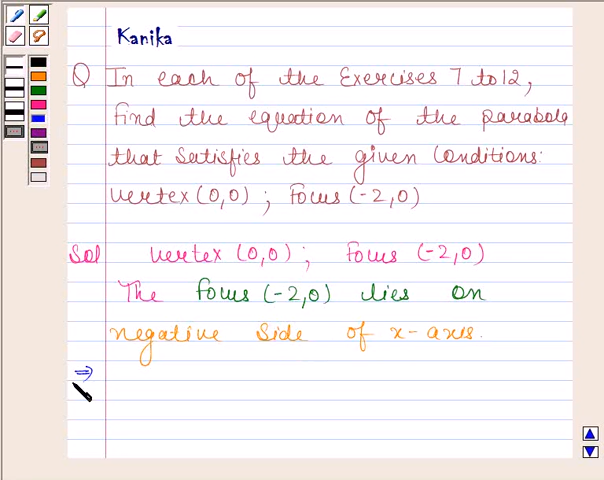 Kanika
Q In each of the Exercises 7 to 12,
find the equation of the parabola
that satisfies the given conditions:
vertex (0,0) ; Focus (-2,0)
Sol vertex (0,0) ; Focus (-2,0)
The focus (-2,0) lies on
negative side of x-axis.
⇒